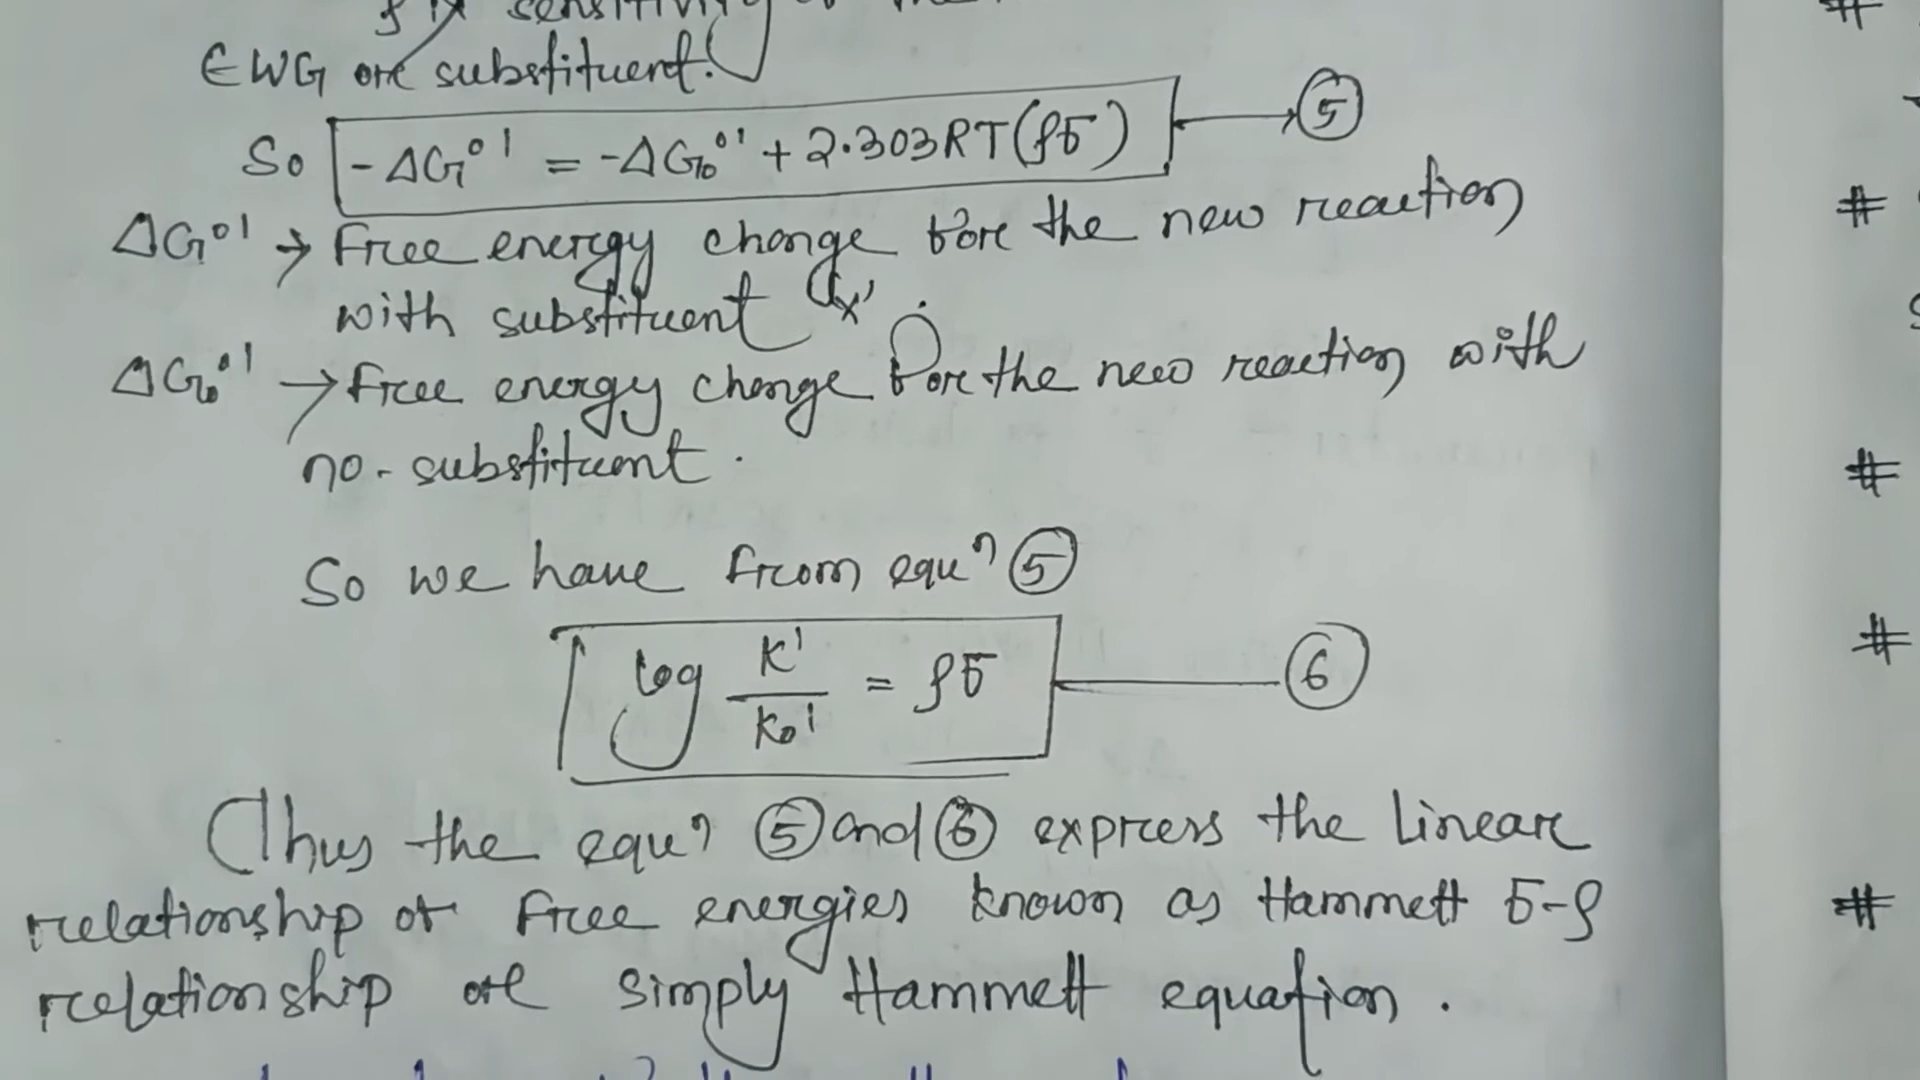 EWG or substituent.
So -ΔG°' = -ΔG₀°' + 2.303RT(ρσ) → ⑤
ΔG°' → Free energy change for the new reaction
with substituent 'x'.
ΔG₀°' → Free energy change for the new reaction with
no-substituent.
So we have from equⁿ ⑤
log K'/K₀' = ρσ — ⑥
Thus the equⁿ ⑤ and ⑥ express the linear
relationship of free energies known as Hammett σ-ρ
relationship or simply Hammett equation.
#
#
#
#
#